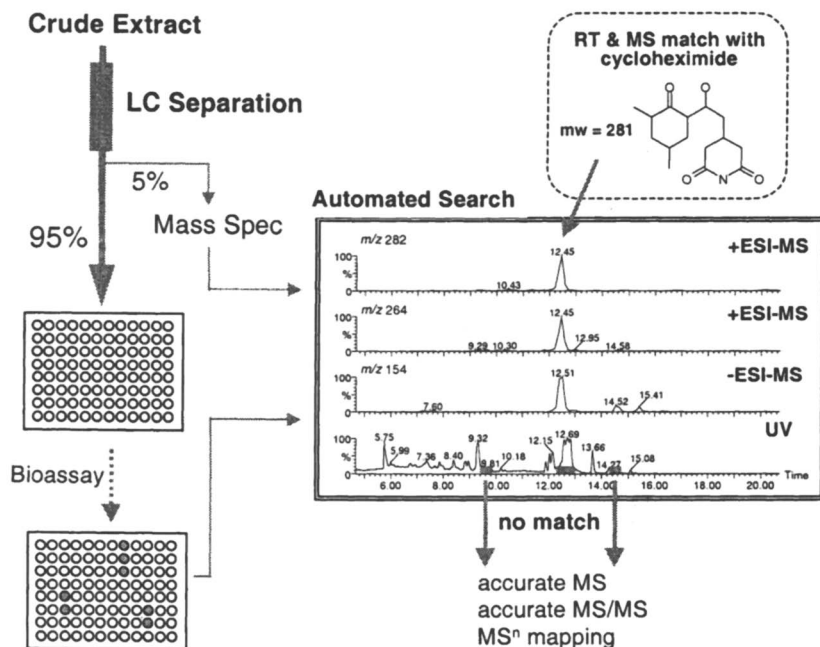 Crude Extract
LC Separation
5%
Mass Spec
95%
Bioassay
RT & MS match with
cycloheximide
mw = 281
O
O
O
N
O
Automated Search
m/z 282
12.45
+ESI-MS
100
%
0
10.43
m/z 264
12.45
+ESI-MS
100
%
0
9.29
10.30
12.95
14.58
m/z 154
12.51
-ESI-MS
100
%
0
7.60
14.52
15.41
UV
100
%
0
5.75
5.99
7.36
8.40
9.32
9.81
10.18
12.15
12.69
13.66
14.27
15.08
Time
6.00
8.00
10.00
12.00
14.00
16.00
18.00
20.00
no match
accurate MS
accurate MS/MS
MSⁿ mapping